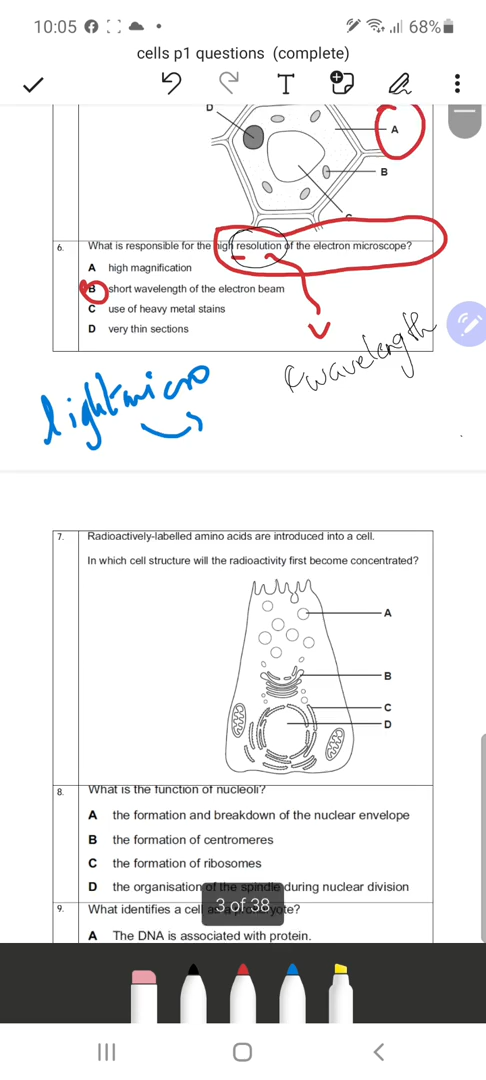 10:05 68%
cells p1 questions (complete)
T
D
A
B
C
6. What is responsible for the high resolution of the electron microscope?
A high magnification
B short wavelength of the electron beam
C use of heavy metal stains
D very thin sections
wavelength
light micro
7. Radioactively-labelled amino acids are introduced into a cell.
In which cell structure will the radioactivity first become concentrated?
A
B
C
D
8. What is the function of nucleoli?
A the formation and breakdown of the nuclear envelope
B the formation of centromeres
C the formation of ribosomes
D the organisation of the spindle during nuclear division
3 of 38
9. What identifies a cell as a prokaryote?
A The DNA is associated with protein.